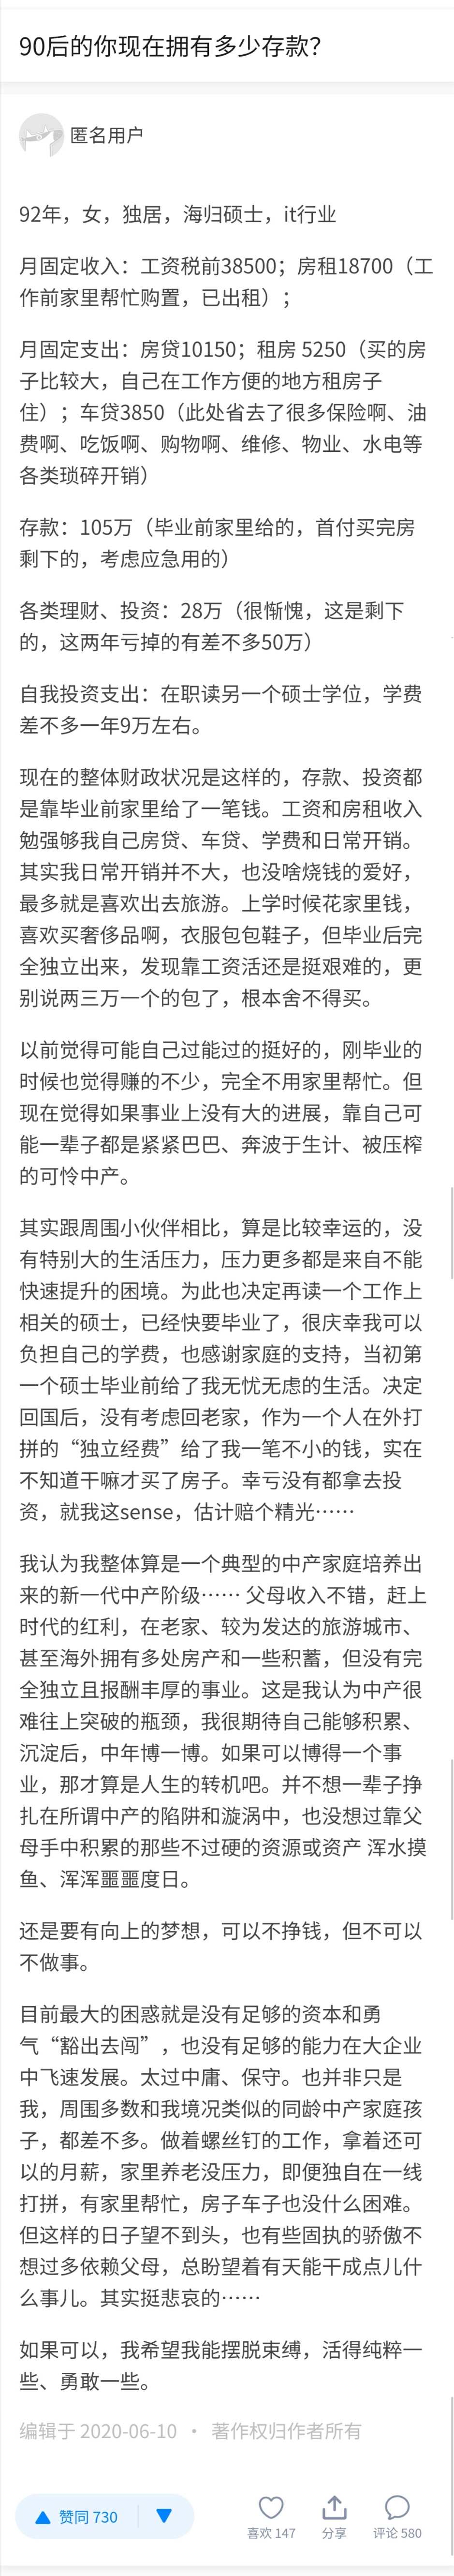 90后的你现在拥有多少存款？
匿名用户
92年，女，独居，海归硕士，it行业
月固定收入：工资税前38500；房租18700（工
作前家里帮忙购置，已出租）；
月固定支出：房贷10150；租房 5250（买的房
子比较大，自己在工作方便的地方租房子
住）；车贷3850（此处省去了很多保险啊、油
费啊、吃饭啊、购物啊、维修、物业、水电等
各类琐碎开销）
存款：105万（毕业前家里给的，首付买完房
剩下的，考虑应急用的）
各类理财、投资：28万（很惭愧，这是剩下
的，这两年亏掉的有差不多50万）
自我投资支出：在职读另一个硕士学位，学费
差不多一年9万左右。
现在的整体财政状况是这样的，存款、投资都
是靠毕业前家里给了一笔钱。工资和房租收入
勉强够我自己房贷、车贷、学费和日常开销。
其实我日常开销并不大，也没啥烧钱的爱好，
最多就是喜欢出去旅游。上学时候花家里钱，
喜欢买奢侈品啊，衣服包包鞋子，但毕业后完
全独立出来，发现靠工资活还是挺艰难的，更
别说两三万一个的包了，根本舍不得买。
以前觉得可能自己过能过的挺好的，刚毕业的
时候也觉得赚的不少，完全不用家里帮忙。但
现在觉得如果事业上没有大的进展，靠自己可
能一辈子都是紧紧巴巴、奔波于生计、被压榨
的可怜中产。
其实跟周围小伙伴相比，算是比较幸运的，没
有特别大的生活压力，压力更多都是来自不能
快速提升的困境。为此也决定再读一个工作上
相关的硕士，已经快要毕业了，很庆幸我可以
负担自己的学费，也感谢家庭的支持，当初第
一个硕士毕业前给了我无忧无虑的生活。决定
回国后，没有考虑回老家，作为一个人在外打
拼的“独立经费”给了我一笔不小的钱，实在
不知道干嘛才买了房子。幸亏没有都拿去投
资，就我这sense，估计赔个精光……
我认为我整体算是一个典型的中产家庭培养出
来的新一代中产阶级…… 父母收入不错，赶上
时代的红利，在老家、较为发达的旅游城市、
甚至海外拥有多处房产和一些积蓄，但没有完
全独立且报酬丰厚的事业。这是我认为中产很
难往上突破的瓶颈，我很期待自己能够积累、
沉淀后，中年博一博。如果可以博得一个事
业，那才算是人生的转机吧。并不想一辈子挣
扎在所谓中产的陷阱和漩涡中，也没想过靠父
母手中积累的那些不过硬的资源或资产 浑水摸
鱼、浑浑噩噩度日。
还是要有向上的梦想，可以不挣钱，但不可以
不做事。
目前最大的困惑就是没有足够的资本和勇
气“豁出去闯”，也没有足够的能力在大企业
中飞速发展。太过中庸、保守。也并非只是
我，周围多数和我境况类似的同龄中产家庭孩
子，都差不多。做着螺丝钉的工作，拿着还可
以的月薪，家里养老没压力，即便独自在一线
打拼，有家里帮忙，房子车子也没什么困难。
但这样的日子望不到头，也有些固执的骄傲不
想过多依赖父母，总盼望着有天能干成点儿什
么事儿。其实挺悲哀的……
如果可以，我希望我能摆脱束缚，活得纯粹一
些、勇敢一些。
编辑于 2020-06-10 · 著作权归作者所有
赞同 730
喜欢 147 分享 评论 580